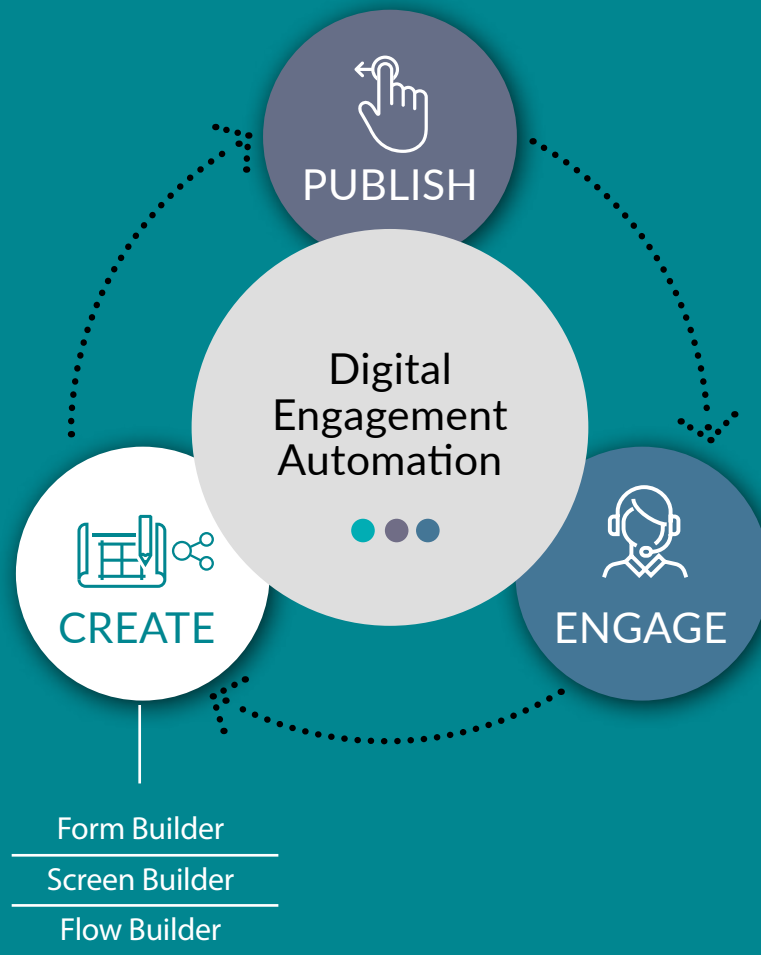 PUBLISH
Digital
Engagement
Automation
CREATE
ENGAGE
Form Builder
Screen Builder
Flow Builder